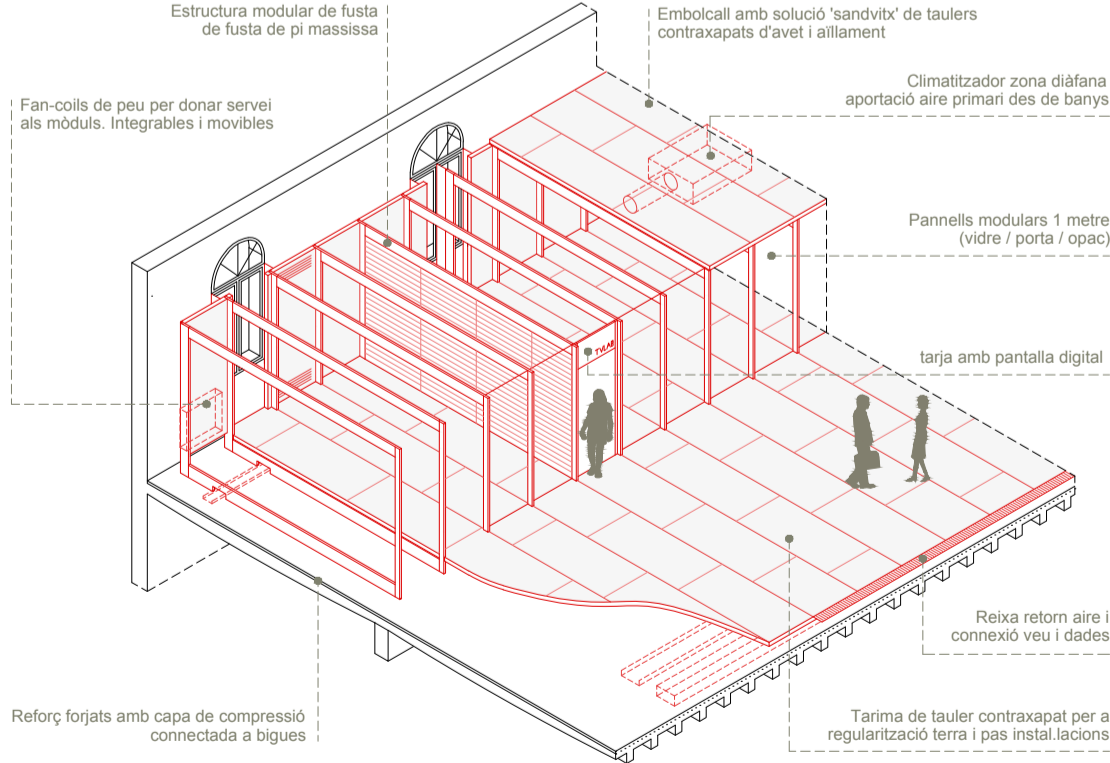 Estructura modular de fusta
de fusta de pi massissa
Embolcall amb solució 'sandvitx' de taulers
contraxapats d'avet i aïllament
Climatitzador zona diàfana
aportació aire primari des de banys
Fan-coils de peu per donar servei
als mòduls. Integrables i movibles
Pannells modulars 1 metre
(vidre / porta / opac)
TVLAB
tarja amb pantalla digital
Reixa retorn aire i
connexió veu i dades
Reforç forjats amb capa de compressió
connectada a bigues
Tarima de tauler contraxapat per a
regularització terra i pas instal.lacions